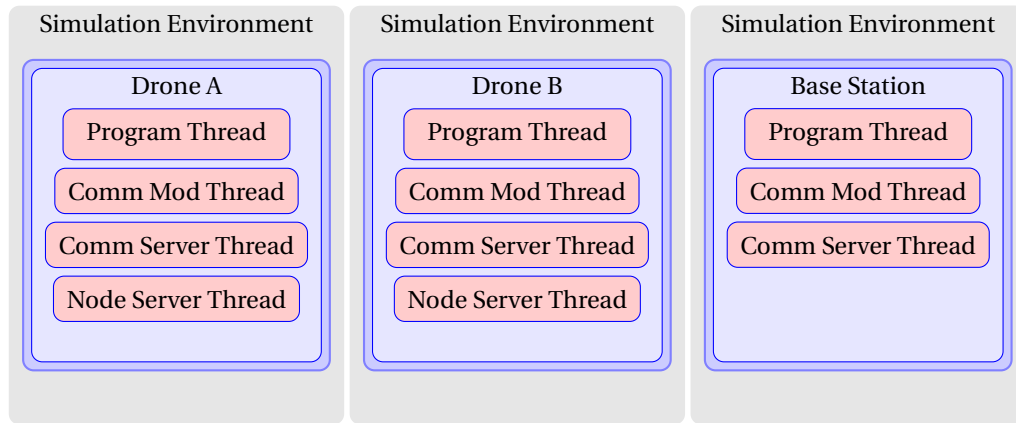 Simulation Environment
Drone A
Program Thread
Comm Mod Thread
Comm Server Thread
Node Server Thread
Simulation Environment
Drone B
Program Thread
Comm Mod Thread
Comm Server Thread
Node Server Thread
Simulation Environment
Base Station
Program Thread
Comm Mod Thread
Comm Server Thread